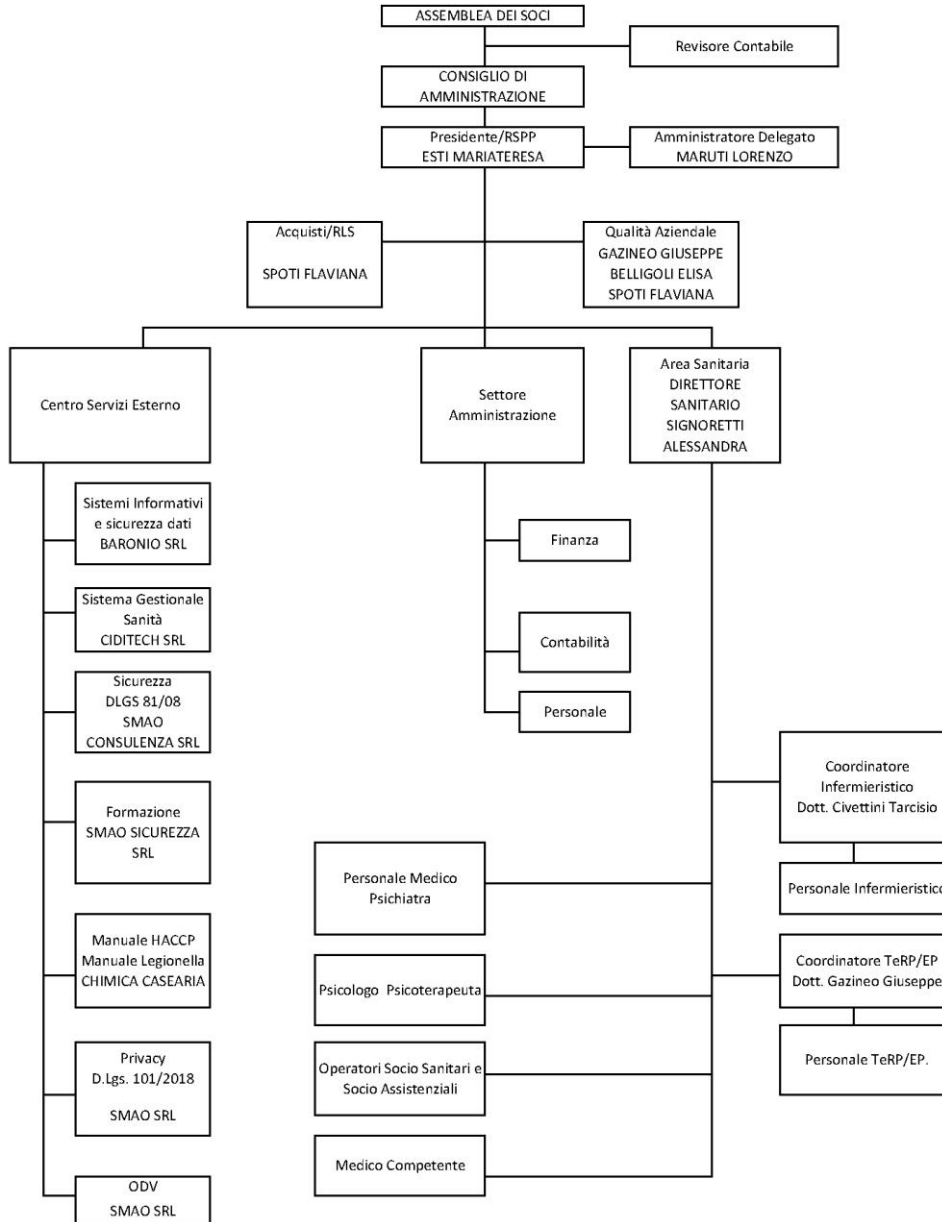 ASSEMBLEA DEI SOCI
Revisore Contabile
CONSIGLIO DI
AMMINISTRAZIONE
Presidente/RSPP
ESTI MARIATERESA
Amministratore Delegato
MARUTI LORENZO
Acquisti/RLS
SPOTI FLAVIANA
Qualità Aziendale
GAZINEO GIUSEPPE
BELLIGOLI ELISA
SPOTI FLAVIANA
Centro Servizi Esterno
Settore
Amministrazione
Area Sanitaria
DIRETTORE
SANITARIO
SIGNORETTI
ALESSANDRA
Sistemi Informativi
e sicurezza dati
BARONIO SRL
Sistema Gestionale
Sanità
CIDITECH SRL
Sicurezza
DLGS 81/08
SMAO
CONSULENZA SRL
Formazione
SMAO SICUREZZA
SRL
Manuale HACCP
Manuale Legionella
CHIMICA CASEARIA
Privacy
D.Lgs. 101/2018
SMAO SRL
ODV
SMAO SRL
Finanza
Contabilità
Personale
Personale Medico
Psichiatra
Psicologo Psicoterapeuta
Operatori Socio Sanitari e
Socio Assistenziali
Medico Competente
Coordinatore
Infermieristico
Dott. Civettini Tarcisio
Personale Infermieristico
Coordinatore TeRP/EP
Dott. Gazineo Giuseppe
Personale TeRP/EP.